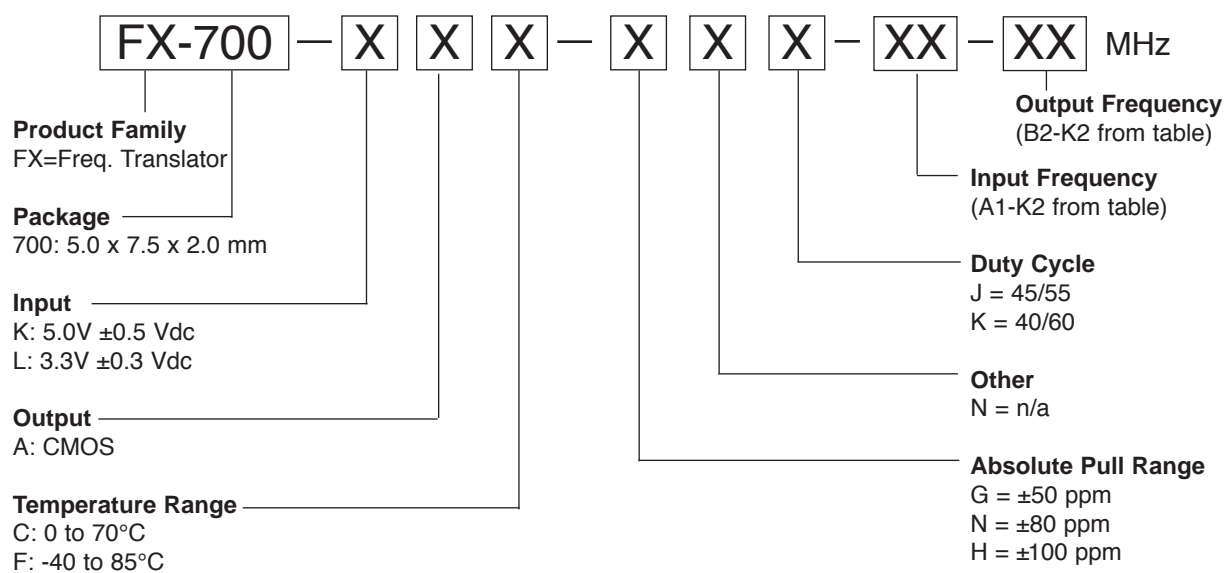 FX-700 — X X X — X X X – XX – XX MHz
Product Family
FX=Freq. Translator
Package
700: 5.0 x 7.5 x 2.0 mm
Input
K: 5.0V ±0.5 Vdc
L: 3.3V ±0.3 Vdc
Output
A: CMOS
Temperature Range
C: 0 to 70°C
F: -40 to 85°C
Output Frequency
(B2-K2 from table)
Input Frequency
(A1-K2 from table)
Duty Cycle
J = 45/55
K = 40/60
Other
N = n/a
Absolute Pull Range
G = ±50 ppm
N = ±80 ppm
H = ±100 ppm